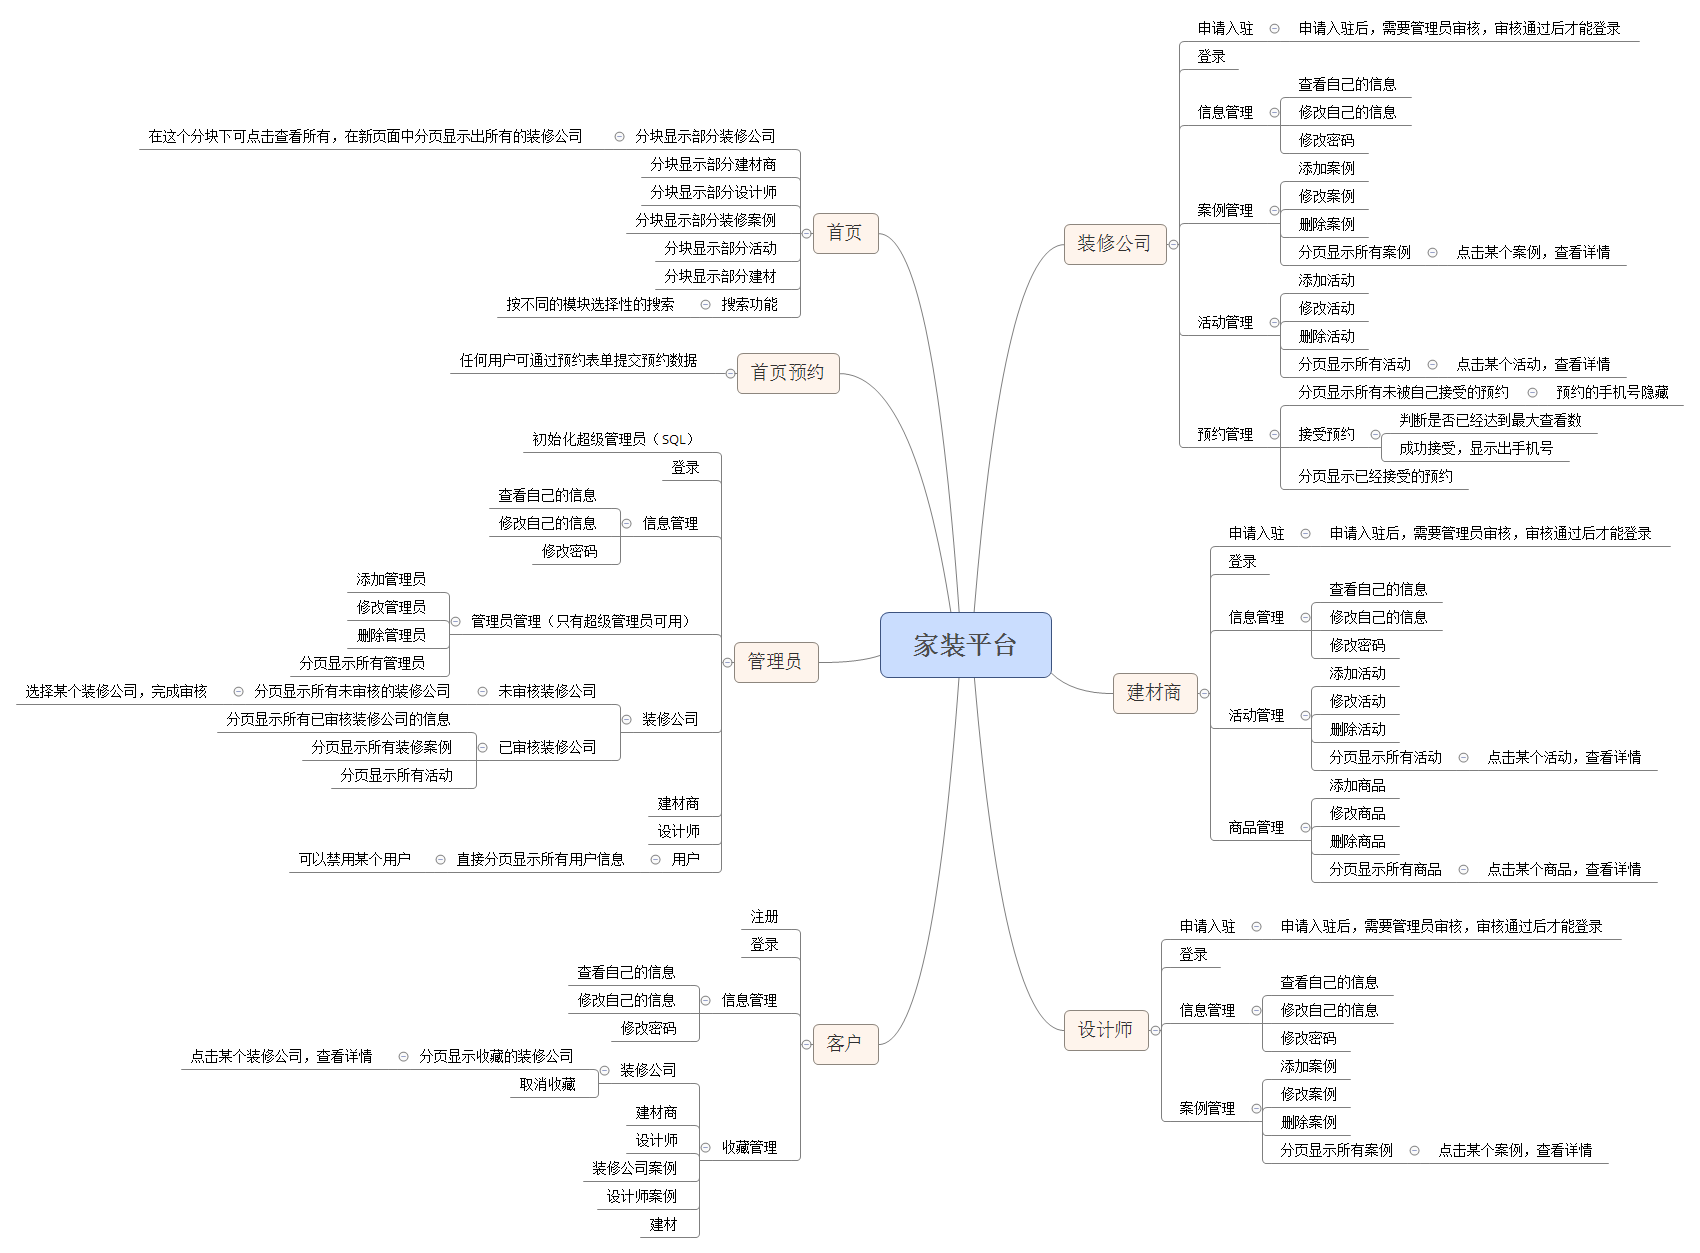 家装平台
首页
在这个分块下可点击查看所有，在新页面中分页显示出所有的装修公司
分块显示部分装修公司
分块显示部分建材商
分块显示部分设计师
分块显示部分装修案例
分块显示部分活动
分块显示部分建材
按不同的模块选择性的搜索
搜索功能
首页预约
任何用户可通过预约表单提交预约数据
管理员
初始化超级管理员（SQL）
登录
信息管理
查看自己的信息
修改自己的信息
修改密码
管理员管理（只有超级管理员可用）
添加管理员
修改管理员
删除管理员
分页显示所有管理员
装修公司
选择某个装修公司，完成审核
分页显示所有未审核的装修公司
未审核装修公司
已审核装修公司
分页显示所有已审核装修公司的信息
分页显示所有装修案例
分页显示所有活动
建材商
设计师
可以禁用某个用户
直接分页显示所有用户信息
用户
客户
注册
登录
信息管理
查看自己的信息
修改自己的信息
修改密码
收藏管理
装修公司
点击某个装修公司，查看详情
分页显示收藏的装修公司
取消收藏
建材商
设计师
装修公司案例
设计师案例
建材
装修公司
申请入驻
申请入驻后，需要管理员审核，审核通过后才能登录
登录
信息管理
查看自己的信息
修改自己的信息
修改密码
案例管理
添加案例
修改案例
删除案例
分页显示所有案例
点击某个案例，查看详情
活动管理
添加活动
修改活动
删除活动
分页显示所有活动
点击某个活动，查看详情
预约管理
分页显示所有未被自己接受的预约
预约的手机号隐藏
接受预约
判断是否已经达到最大查看数
成功接受，显示出手机号
分页显示已经接受的预约
建材商
申请入驻
申请入驻后，需要管理员审核，审核通过后才能登录
登录
信息管理
查看自己的信息
修改自己的信息
修改密码
活动管理
添加活动
修改活动
删除活动
分页显示所有活动
点击某个活动，查看详情
商品管理
添加商品
修改商品
删除商品
分页显示所有商品
点击某个商品，查看详情
设计师
申请入驻
申请入驻后，需要管理员审核，审核通过后才能登录
登录
信息管理
查看自己的信息
修改自己的信息
修改密码
案例管理
添加案例
修改案例
删除案例
分页显示所有案例
点击某个案例，查看详情